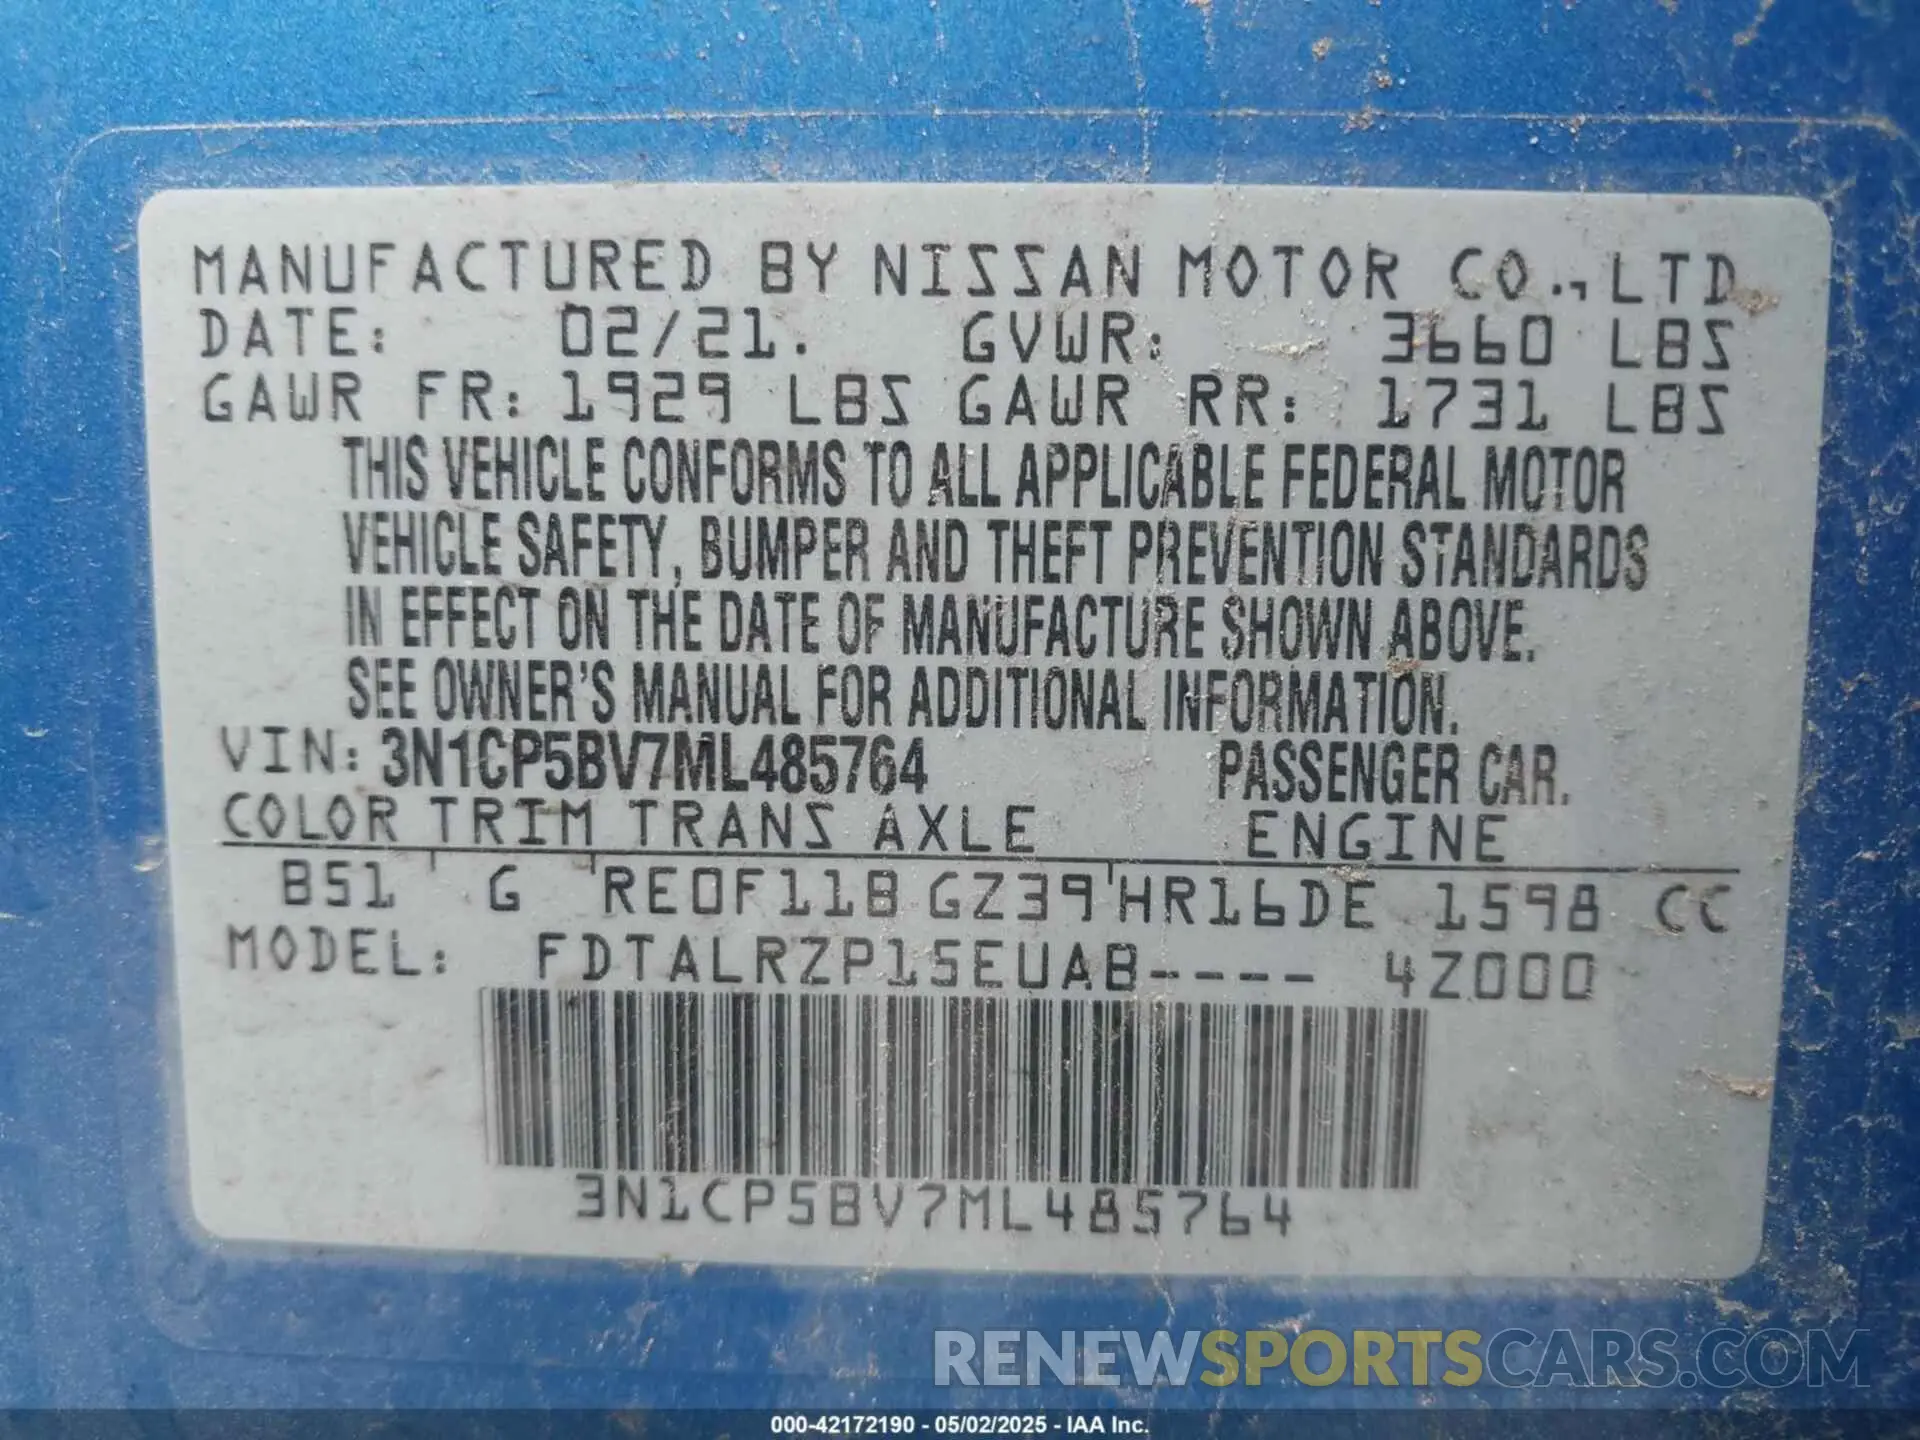 MANUFACTURED BY NISSAN MOTOR CO., LTD
DATE: 02/21. GVWR: 3660 LBS
GAWR FR: 1929 LBS GAWR RR: 1731 LBS
THIS VEHICLE CONFORMS TO ALL APPLICABLE FEDERAL MOTOR
VEHICLE SAFETY, BUMPER AND THEFT PREVENTION STANDARDS
IN EFFECT ON THE DATE OF MANUFACTURE SHOWN ABOVE.
SEE OWNER'S MANUAL FOR ADDITIONAL INFORMATION.
VIN: 3N1CP5BV7ML485764 PASSENGER CAR.
COLOR TRIM TRANS AXLE ENGINE
B51 G RE0F11B GZ39 HR16DE 1598 CC
MODEL: FDTALRZP15EUAB---- 4Z000
3N1CP5BV7ML485764
RENEWSPORTSCARS.COM
000-42172190 - 05/02/2025 - IAA Inc.